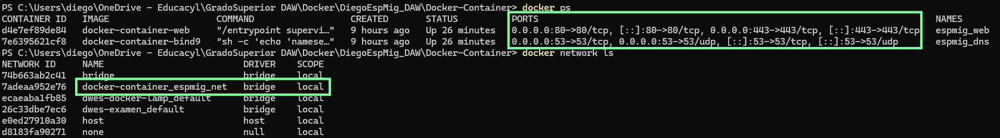 PS C:\Users\diego\OneDrive - Educacyl\GradoSuperior DAW\Docker\DiegoEspMig_DAW\Docker-Container> docker ps
CONTAINER ID   IMAGE                    COMMAND                  CREATED       STATUS          PORTS                                                                          NAMES
d4e7ef89de84   docker-container-web     "/entrypoint supervi…"   9 hours ago   Up 26 minutes   0.0.0.0:80->80/tcp, [::]:80->80/tcp, 0.0.0.0:443->443/tcp, [::]:443->443/tcp   espmig_web
7e6395621cf8   docker-container-bind9   "sh -c 'echo 'namese…"   9 hours ago   Up 26 minutes   0.0.0.0:53->53/tcp, 0.0.0.0:53->53/udp, [::]:53->53/tcp, [::]:53->53/udp       espmig_dns
PS C:\Users\diego\OneDrive - Educacyl\GradoSuperior DAW\Docker\DiegoEspMig_DAW\Docker-Container> docker network ls
NETWORK ID     NAME                          DRIVER    SCOPE
74b663ab2c41   bridge                        bridge    local
7adeaa952e76   docker-container_espmig_net   bridge    local
ecaeaba1fb85   dwes-docker-lamp_default      bridge    local
26c33dbe7ec6   dwes-examen_default           bridge    local
e0ed27910a30   host                          host      local
d8183fa90271   none                          null      local